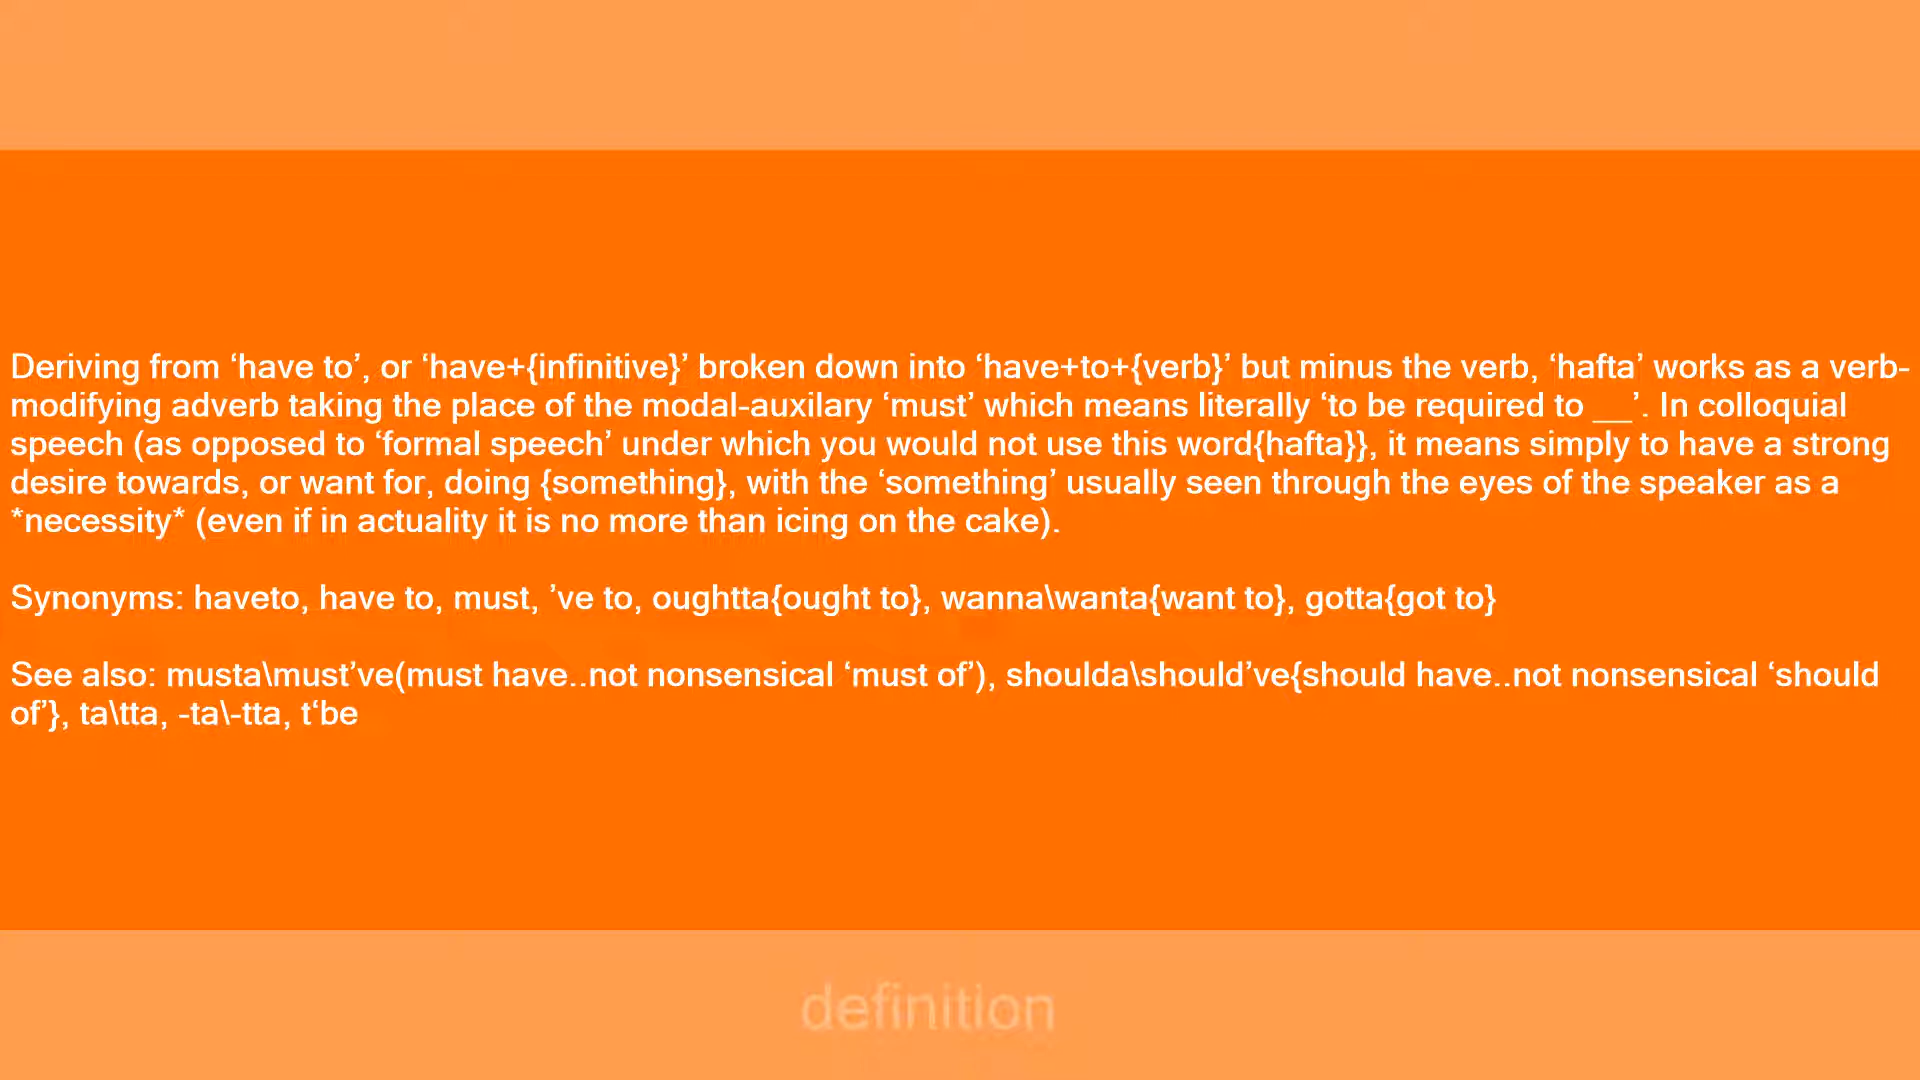 Deriving from ‘have to’, or ‘have+{infinitive}’ broken down into ‘have+to+{verb}’ but minus the verb, ‘hafta’ works as a verb-
modifying adverb taking the place of the modal-auxilary ‘must’ which means literally ‘to be required to __’. In colloquial
speech (as opposed to ‘formal speech’ under which you would not use this word{hafta}}, it means simply to have a strong
desire towards, or want for, doing {something}, with the ‘something’ usually seen through the eyes of the speaker as a
*necessity* (even if in actuality it is no more than icing on the cake).
Synonyms: haveto, have to, must, ’ve to, oughtta{ought to}, wanna\wanta{want to}, gotta{got to}
See also: musta\must’ve(must have..not nonsensical ‘must of’), shoulda\should’ve{should have..not nonsensical ‘should
of’}, ta\tta, -ta\-tta, t‘be
definition